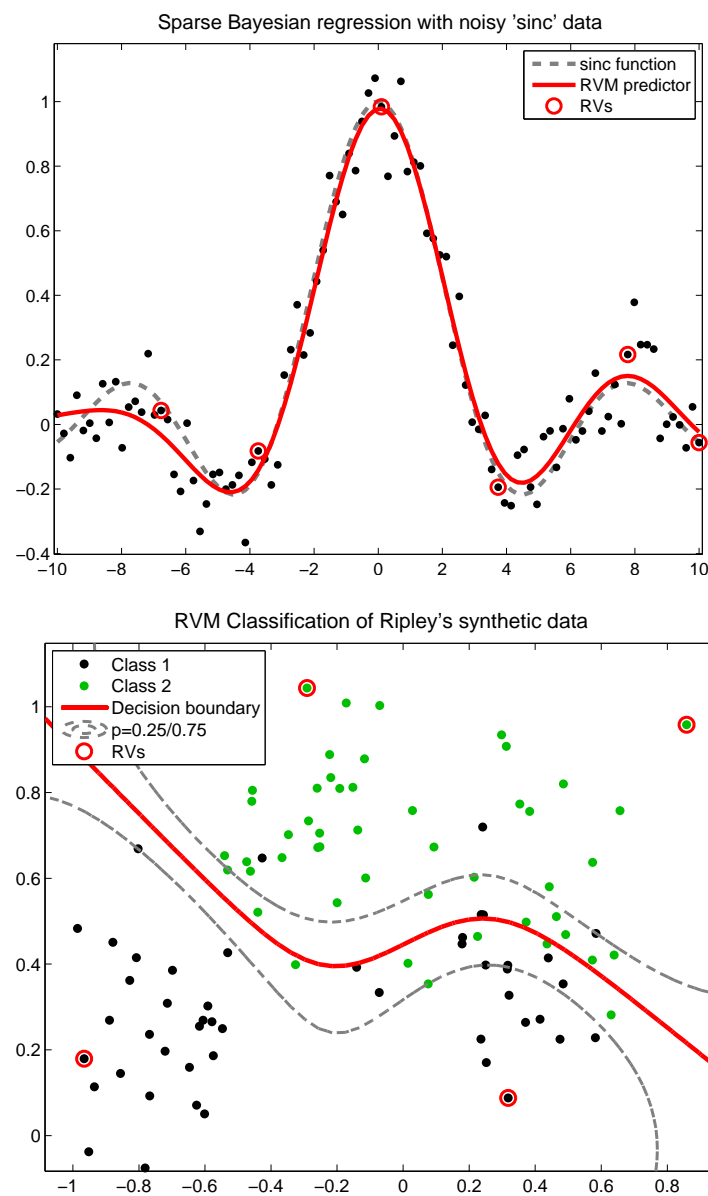 Sparse Bayesian regression with noisy ’sinc’ data
sinc function
RVM predictor
RVs
1
0.8
0.6
0.4
0.2
0
−0.2
−0.4
−10 −8 −6 −4 −2 0 2 4 6 8 10
RVM Classification of Ripley’s synthetic data
Class 1
Class 2
Decision boundary
p=0.25/0.75
RVs
1
0.8
0.6
0.4
0.2
0
−1 −0.8 −0.6 −0.4 −0.2 0 0.2 0.4 0.6 0.8